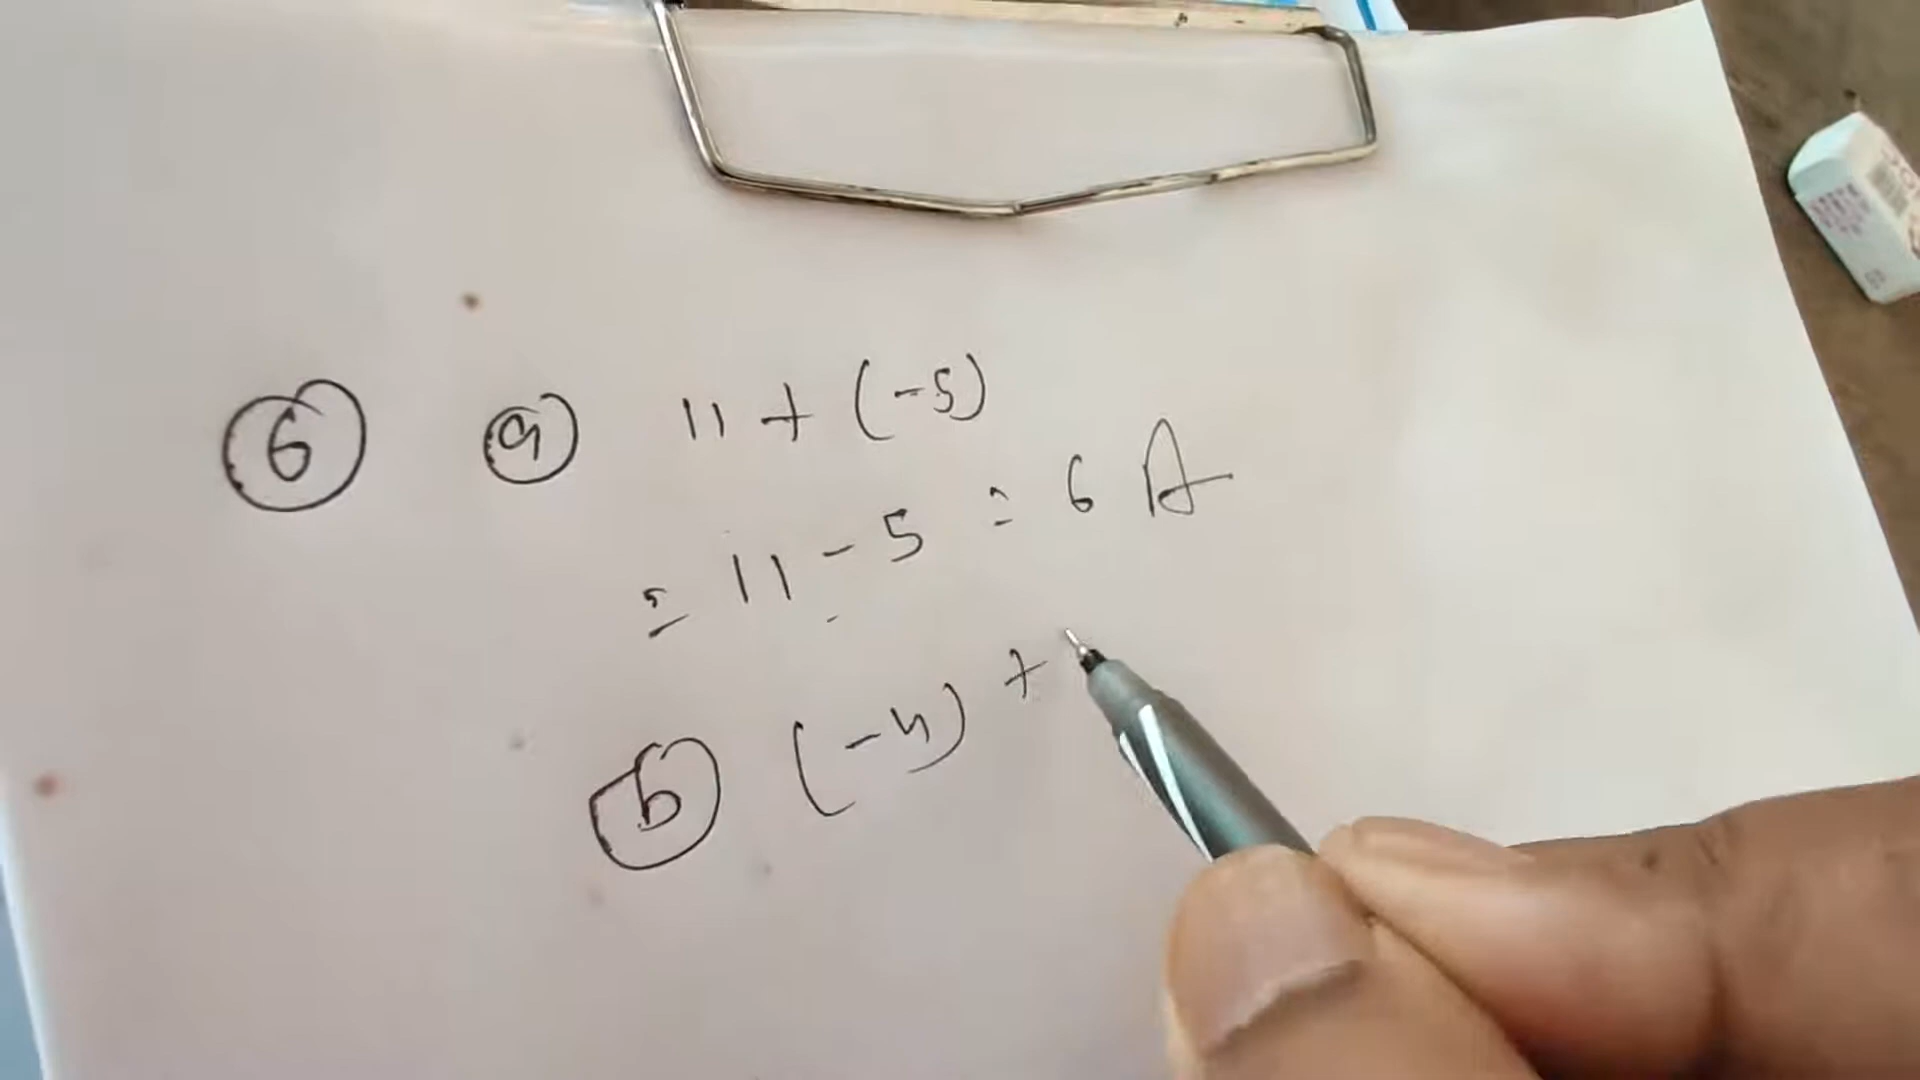 6 a 11 + (-5)
= 11 - 5 = 6 A
b (-4) +